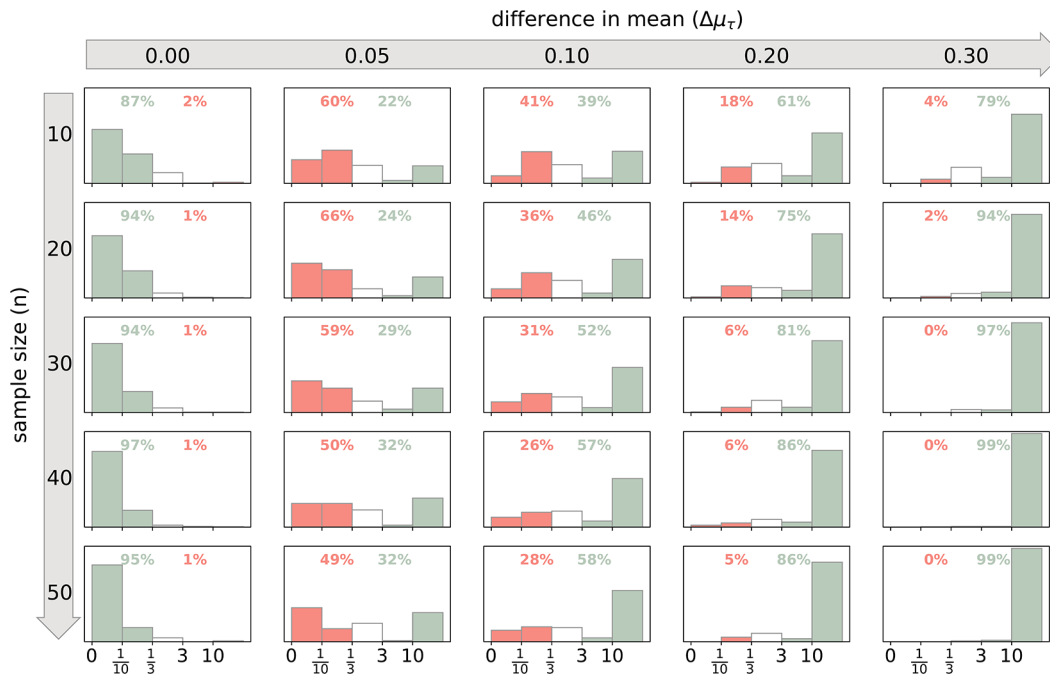 difference in mean (Δμτ)
0.00 0.05 0.10 0.20 0.30
sample size (n)
10
87% 2% 60% 22% 41% 39% 18% 61% 4% 79%
20
94% 1% 66% 24% 36% 46% 14% 75% 2% 94%
30
94% 1% 59% 29% 31% 52% 6% 81% 0% 97%
40
97% 1% 50% 32% 26% 57% 6% 86% 0% 99%
50
95% 1% 49% 32% 28% 58% 5% 86% 0% 99%
0 1/10 1/3 3 10 0 1/10 1/3 3 10 0 1/10 1/3 3 10 0 1/10 1/3 3 10 0 1/10 1/3 3 10